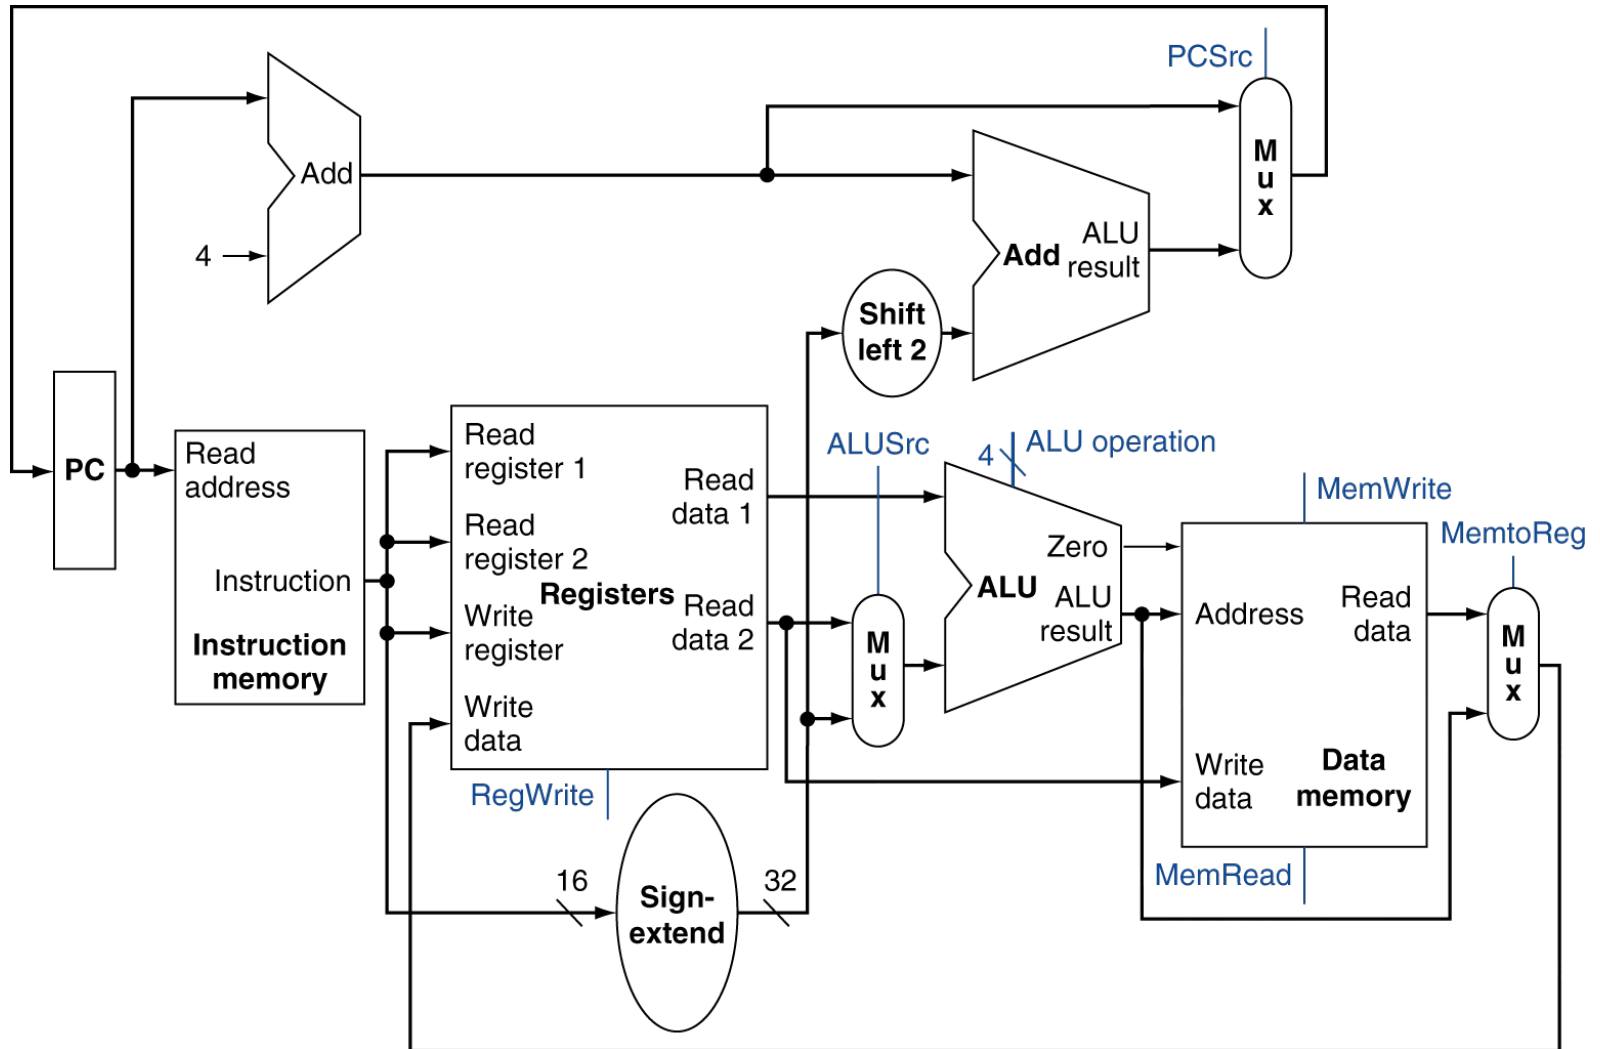 PCSrc
M
u
x
Add
4
Add
ALU
result
Shift
left 2
PC
Read
address
Instruction
Instruction
memory
Read
register 1
Read
register 2
Write
register
Write
data
Registers
Read
data 1
Read
data 2
RegWrite
16
Sign-
extend
32
ALUSrc
M
u
x
4
ALU operation
Zero
ALU
ALU
result
MemWrite
Address
Read
data
Write
data
Data
memory
MemRead
MemtoReg
M
u
x